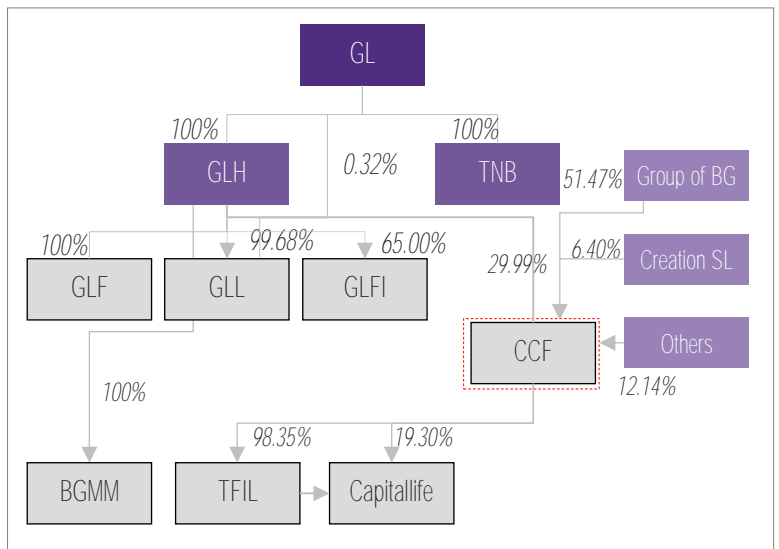 GL
100%
100%
GLH
0.32%
TNB
51.47%
Group of BG
100%
99.68%
65.00%
29.99%
6.40%
Creation SL
GLF
GLL
GLFI
CCF
Others
100%
12.14%
98.35%
19.30%
BGMM
TFIL
Capitallife